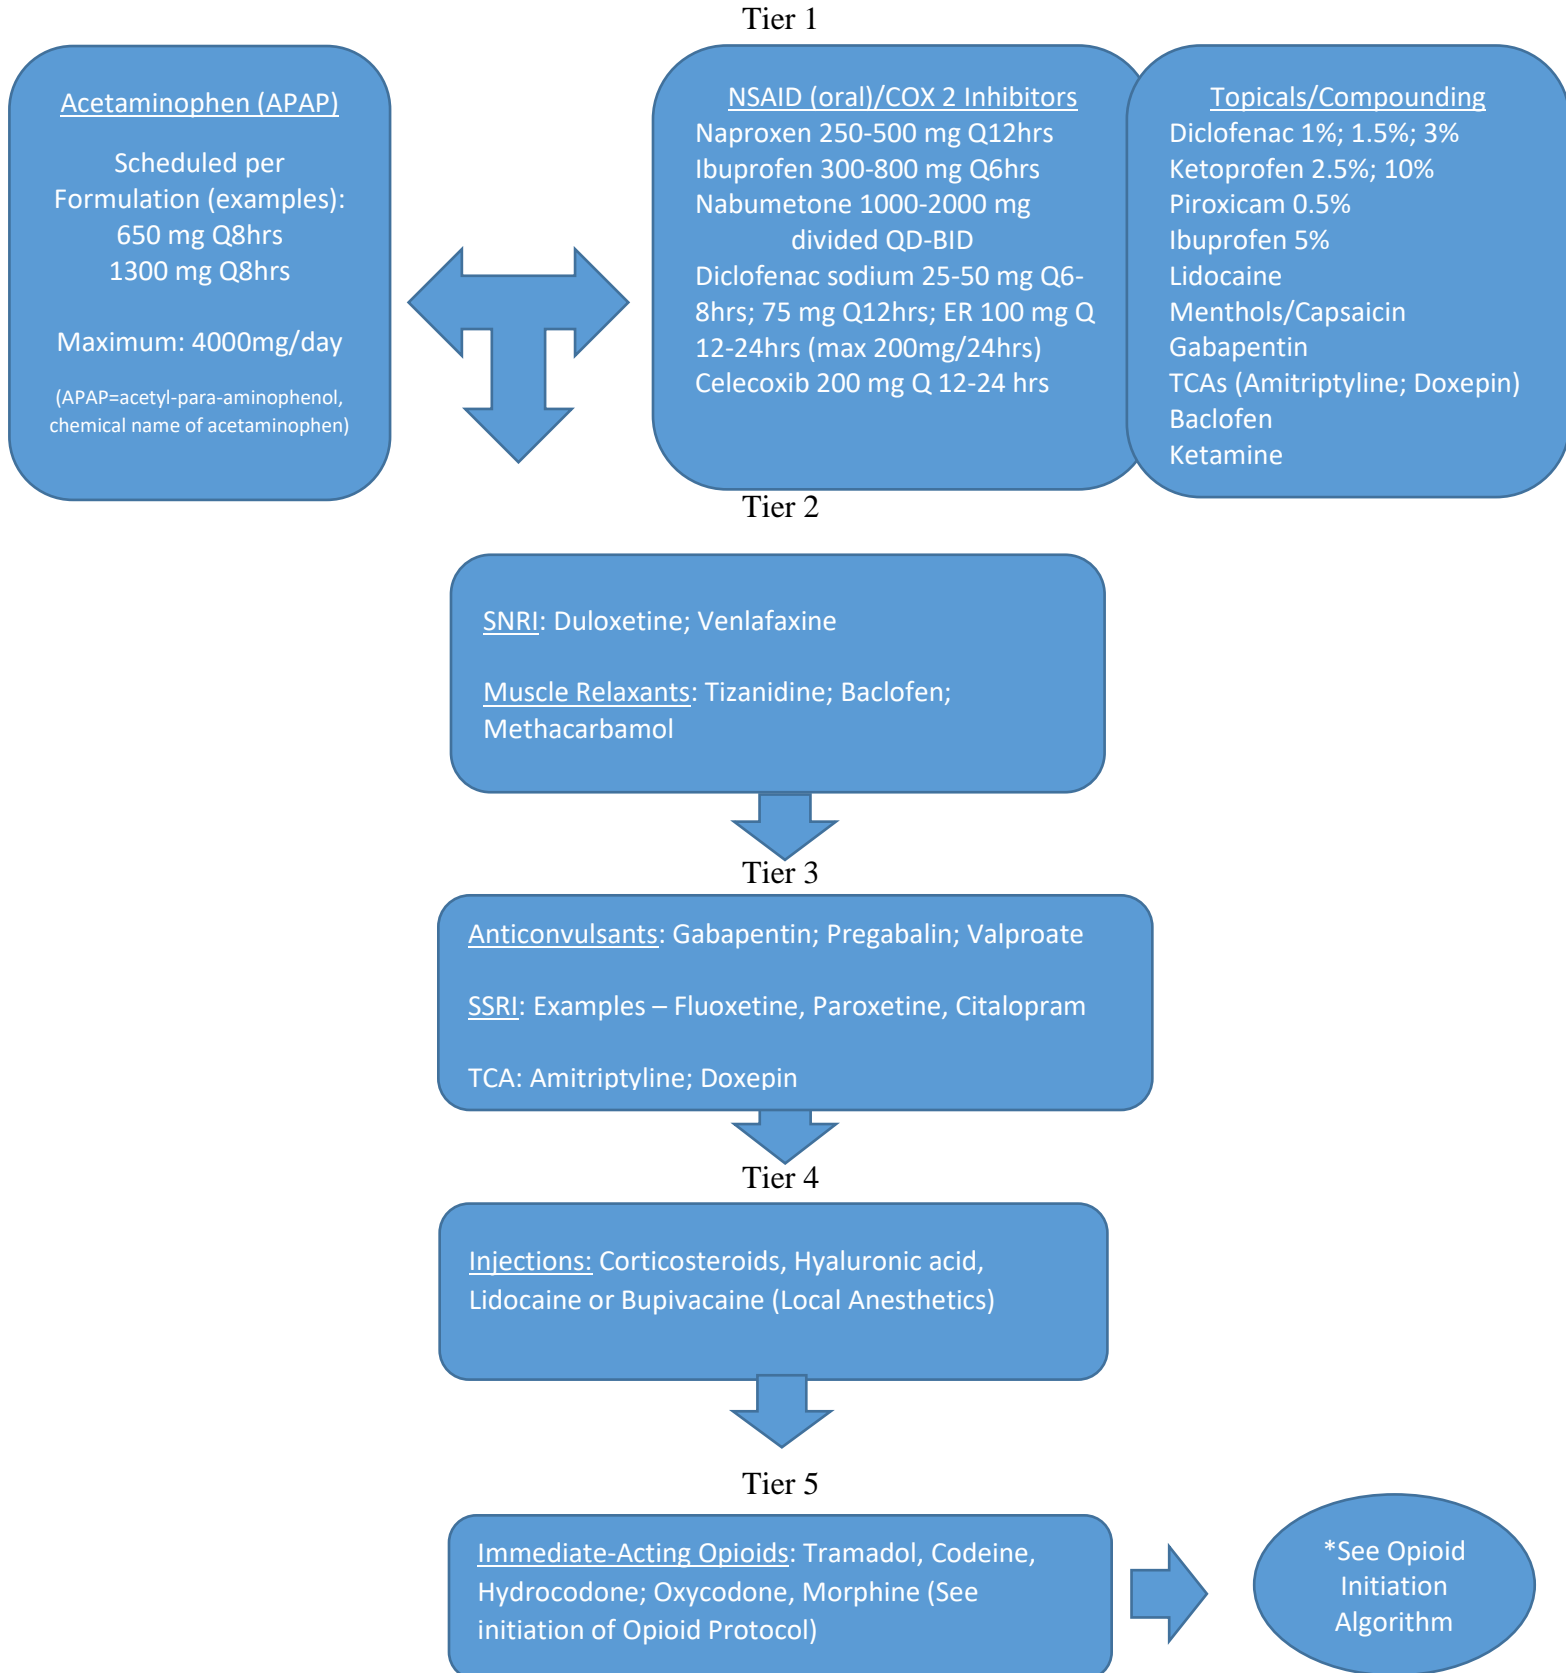 Tier 1
Acetaminophen (APAP)
Scheduled per
Formulation (examples):
650 mg Q8hrs
1300 mg Q8hrs
Maximum: 4000mg/day
(APAP=acetyl-para-aminophenol,
chemical name of acetaminophen)
NSAID (oral)/COX 2 Inhibitors
Naproxen 250-500 mg Q12hrs
Ibuprofen 300-800 mg Q6hrs
Nabumetone 1000-2000 mg
divided QD-BID
Diclofenac sodium 25-50 mg Q6-
8hrs; 75 mg Q12hrs; ER 100 mg Q
12-24hrs (max 200mg/24hrs)
Celecoxib 200 mg Q 12-24 hrs
Topicals/Compounding
Diclofenac 1%; 1.5%; 3%
Ketoprofen 2.5%; 10%
Piroxicam 0.5%
Ibuprofen 5%
Lidocaine
Menthols/Capsaicin
Gabapentin
TCAs (Amitriptyline; Doxepin)
Baclofen
Ketamine
Tier 2
SNRI: Duloxetine; Venlafaxine
Muscle Relaxants: Tizanidine; Baclofen;
Methacarbamol
Tier 3
Anticonvulsants: Gabapentin; Pregabalin; Valproate
SSRI: Examples – Fluoxetine, Paroxetine, Citalopram
TCA: Amitriptyline; Doxepin
Tier 4
Injections: Corticosteroids, Hyaluronic acid,
Lidocaine or Bupivacaine (Local Anesthetics)
Tier 5
Immediate-Acting Opioids: Tramadol, Codeine,
Hydrocodone; Oxycodone, Morphine (See
initiation of Opioid Protocol)
*See Opioid
Initiation
Algorithm